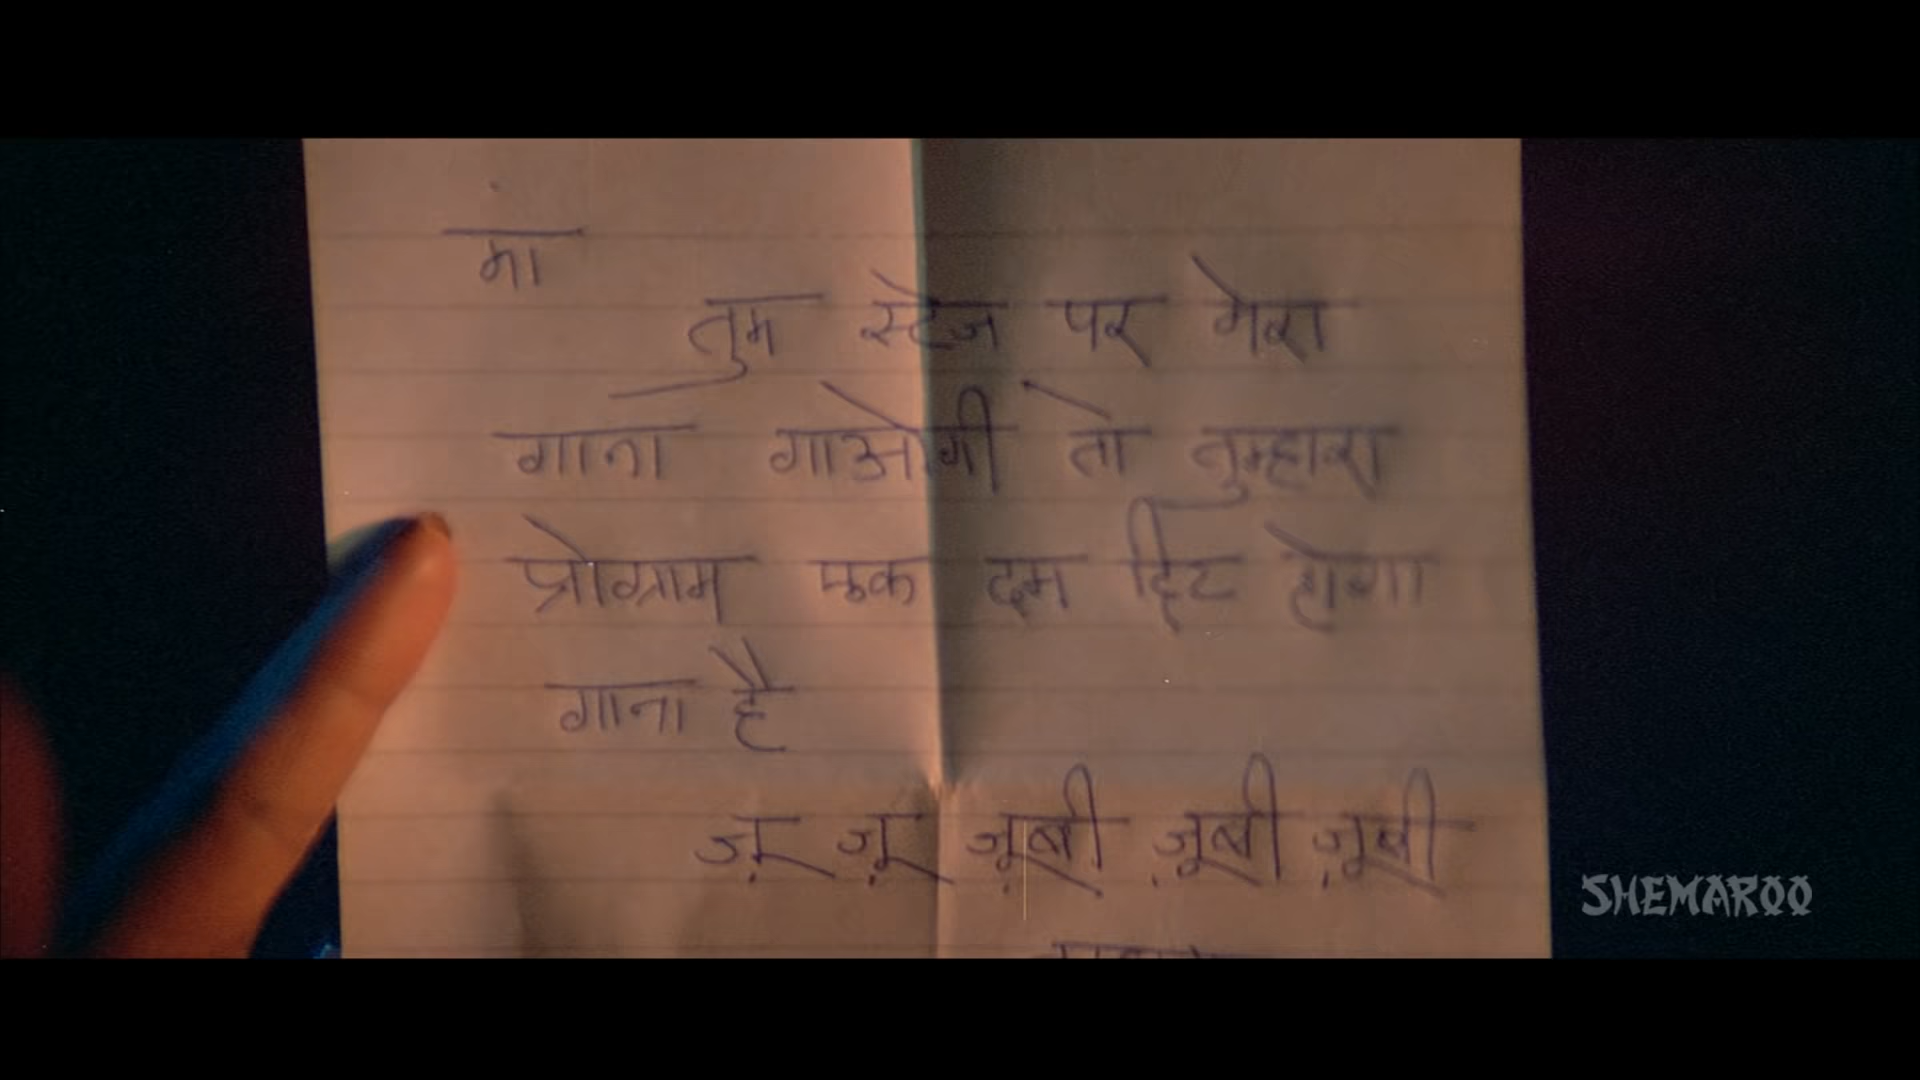 मां
तुम स्टेज पर मेरा
गाना गाओगी तो तुम्हारा
प्रोग्राम एक दम हिट होगा
गाना है
ज़ू ज़ू ज़ूबी ज़ूबी ज़ूबी
SHEMAROO